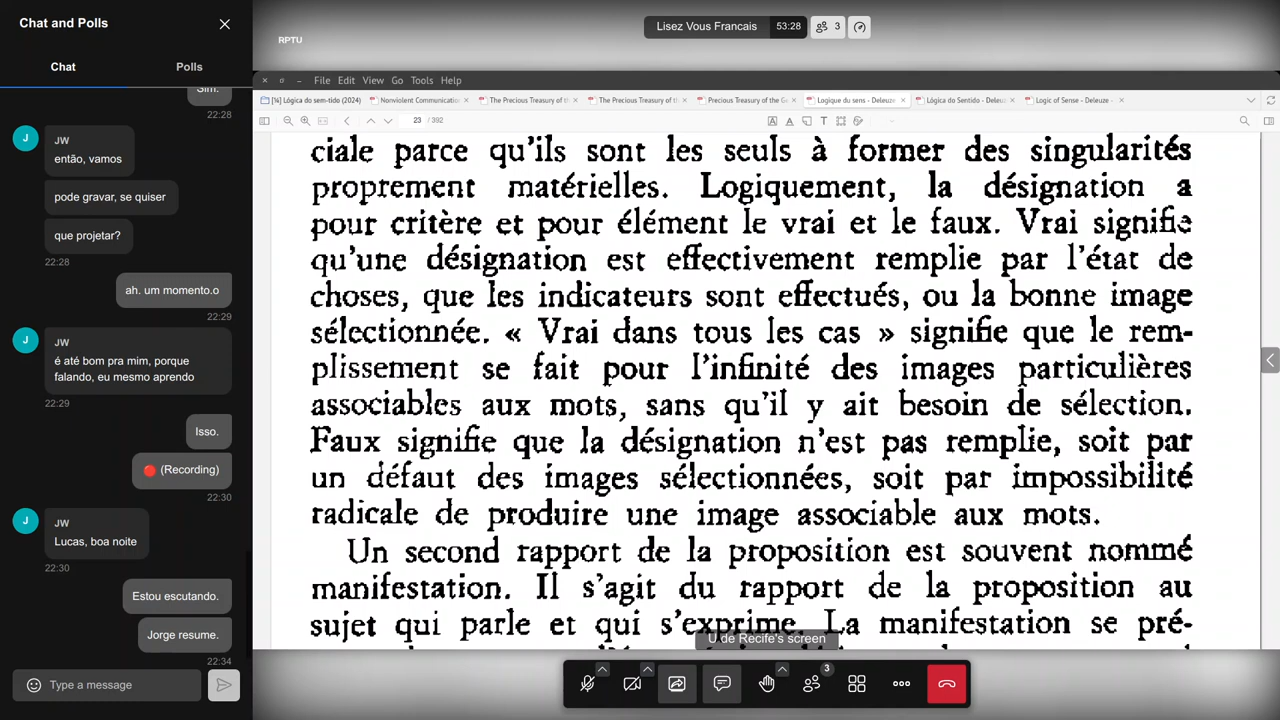 Chat and Polls
Chat
Polls
Sim.
22:28
J
JW
então, vamos
pode gravar, se quiser
que projetar?
22:28
ah. um momento.o
22:29
J
JW
é até bom pra mim, porque
falando, eu mesmo aprendo
22:29
Isso.
(Recording)
22:30
J
JW
Lucas, boa noite
22:30
Estou escutando.
Jorge resume.
22:34
Type a message
RPTU
Lisez Vous Francais
53:28
3
File Edit View Go Tools Help
[¼] Lógica do sem-tido (2024)
Nonviolent Communication
The Precious Treasury of th
The Precious Treasury of th
Precious Treasury of the Ge
Logique du sens - Deleuze
Lógica do Sentido - Deleuz
Logic of Sense - Deleuze -
23 / 392
ciale parce qu'ils sont les seuls à former des singularités
proprement matérielles. Logiquement, la désignation a
pour critère et pour élément le vrai et le faux. Vrai signifie
qu'une désignation est effectivement remplie par l'état de
choses, que les indicateurs sont effectués, ou la bonne image
sélectionnée. « Vrai dans tous les cas » signifie que le rem-
plissement se fait pour l'infinité des images particulières
associables aux mots, sans qu'il y ait besoin de sélection.
Faux signifie que la désignation n'est pas remplie, soit par
un défaut des images sélectionnées, soit par impossibilité
radicale de produire une image associable aux mots.
Un second rapport de la proposition est souvent nommé
manifestation. Il s'agit du rapport de la proposition au
sujet qui parle et qui s'exprime. La manifestation se pré-
U. de Recife's screen
3